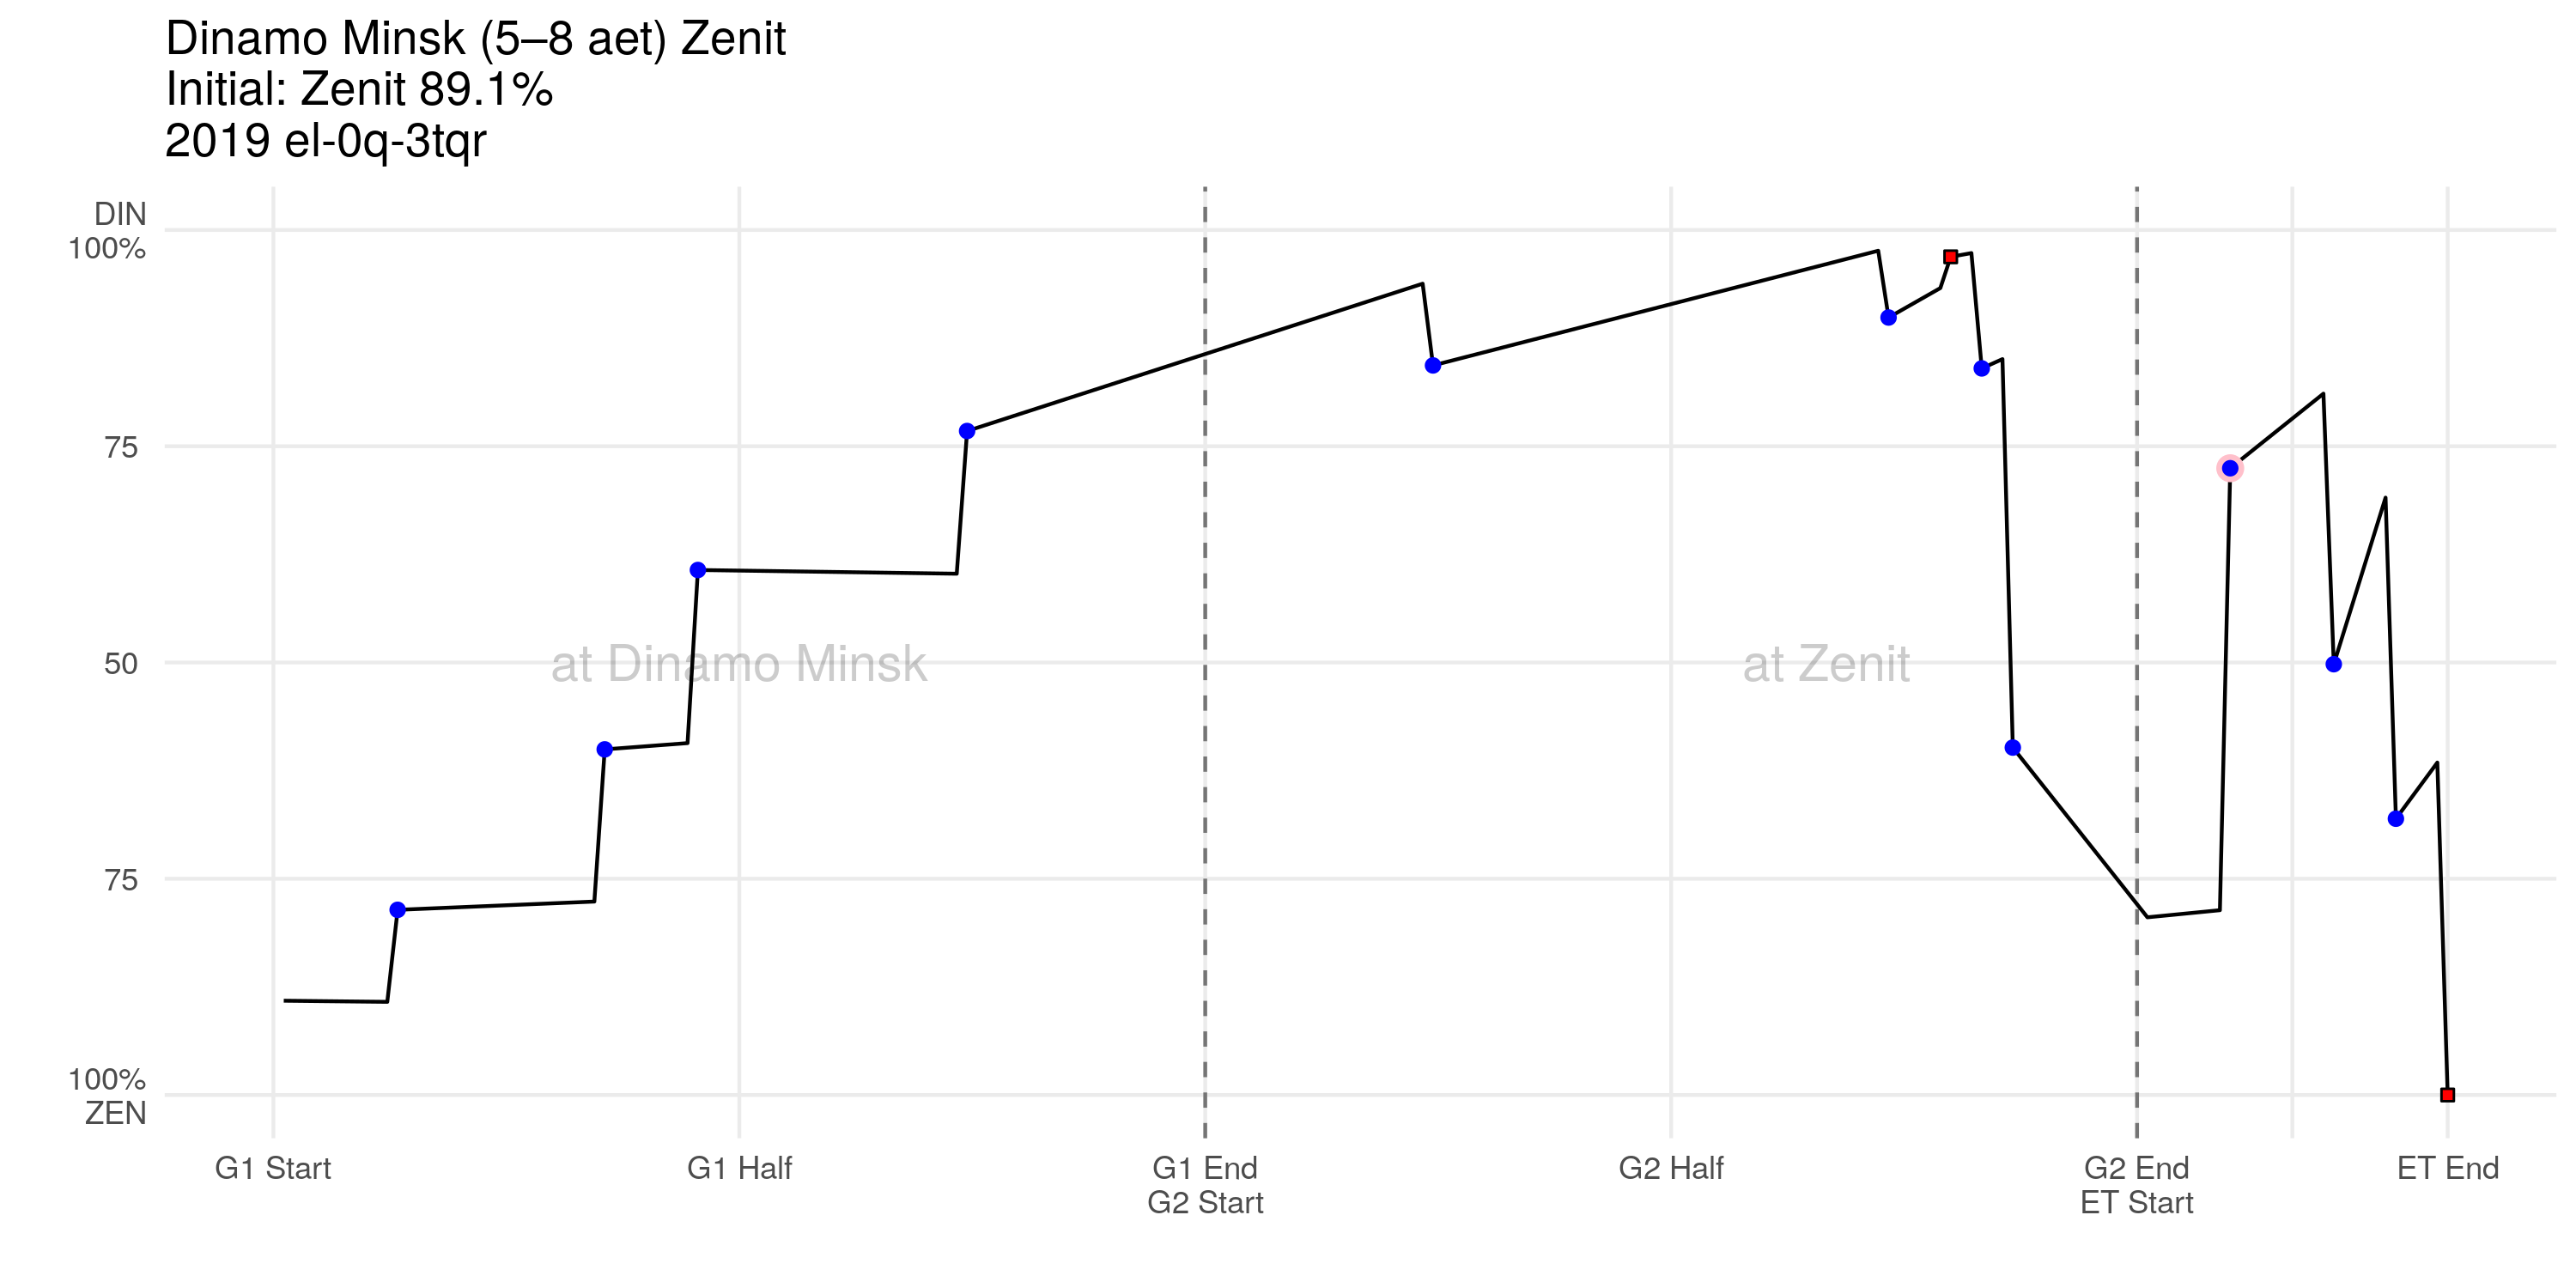 Dinamo Minsk (5–8 aet) Zenit
Initial: Zenit 89.1%
2019 el-0q-3tqr
DIN
100%
75
50
75
100%
ZEN
at Dinamo Minsk
at Zenit
G1 Start
G1 Half
G1 End
G2 Start
G2 Half
G2 End
ET Start
ET End